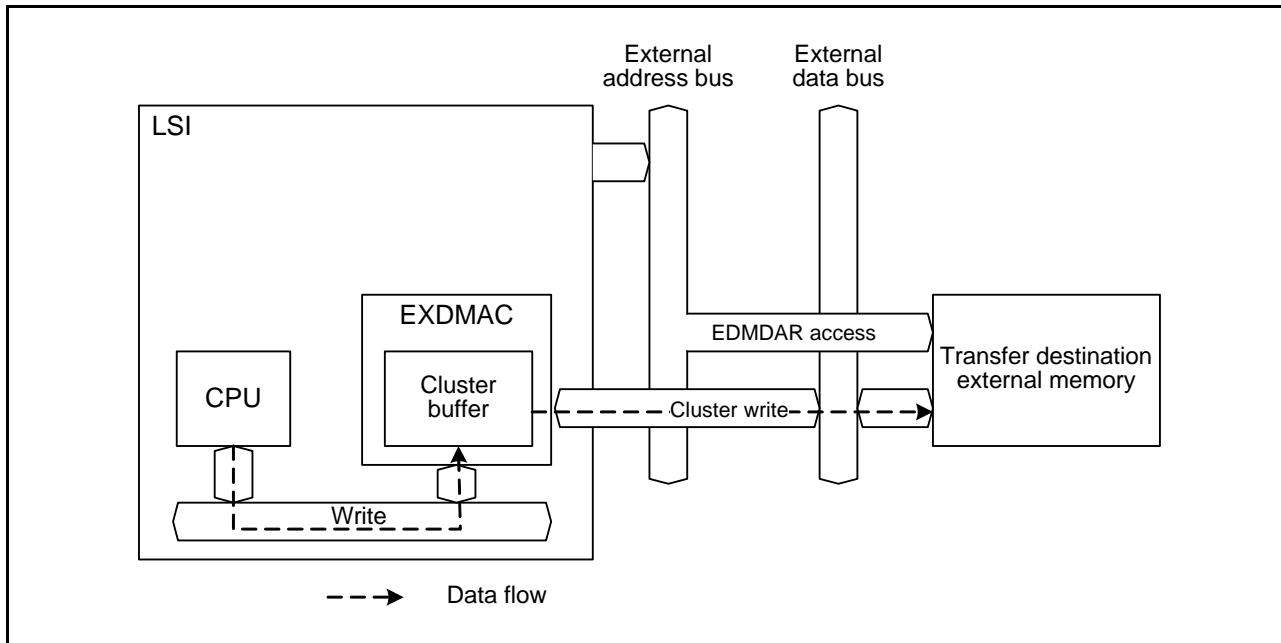 External
address bus
External
data bus
LSI
EXDMAC
EDMDAR access
Transfer destination
external memory
CPU
Cluster
buffer
Cluster write
Write
Data flow